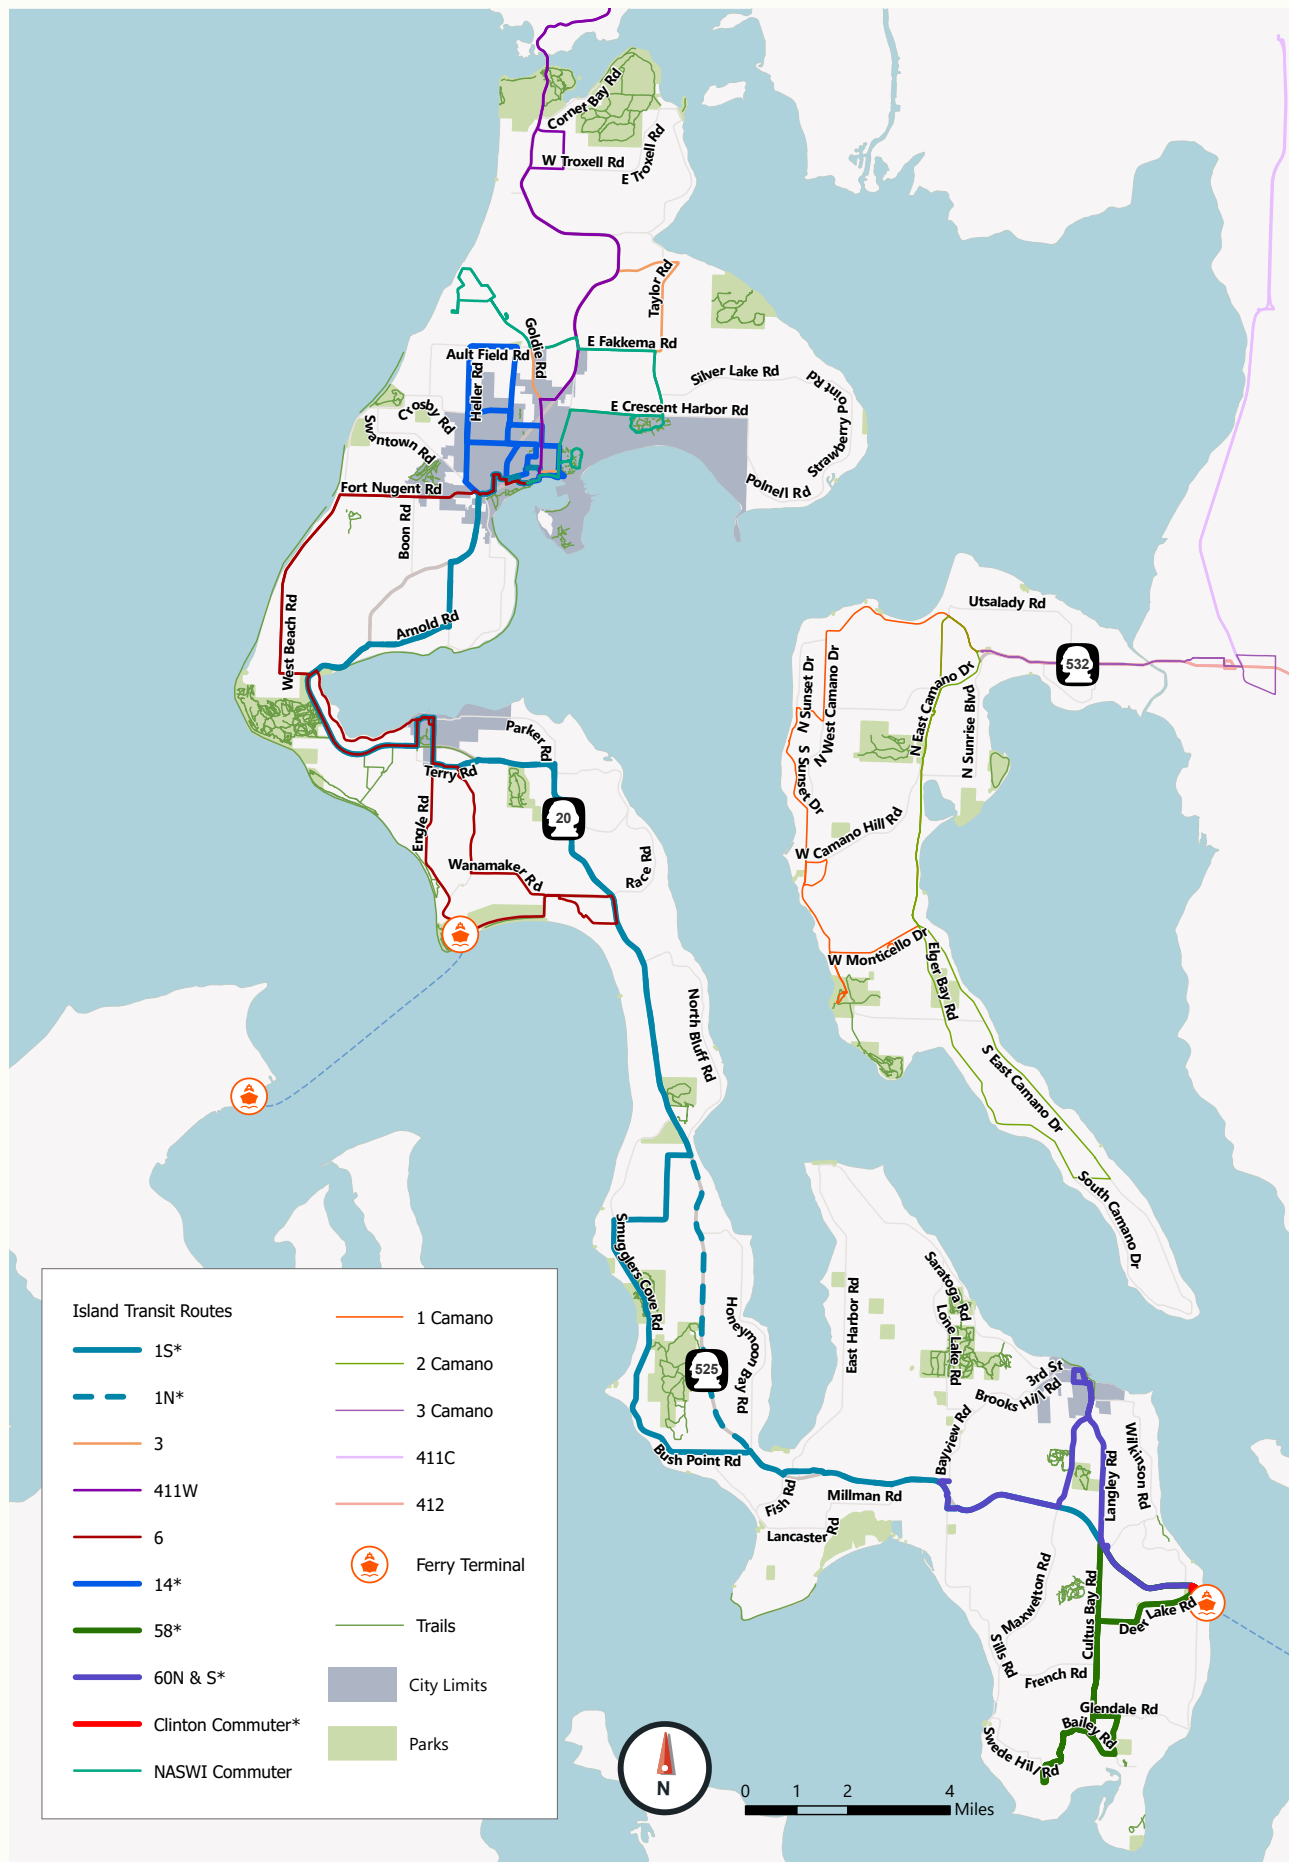 Cornet Bay Rd
W Troxell Rd
E Troxell Rd
Taylor Rd
Goldie Rd
E Fakkema Rd
Ault Field Rd
Heller Rd
Silver Lake Rd
Strawberry Point Rd
E Crescent Harbor Rd
Crosby Rd
Swantown Rd
Fort Nugent Rd
Polnell Rd
Boon Rd
West Beach Rd
Arnold Rd
Utsalady Rd
532
N Sunset Dr
N West Camano Dr
N East Camano Dr
N Sunrise Blvd
S Sunset Dr
Parker Rd
Terry Rd
20
Engle Rd
Wanamaker Rd
Race Rd
W Camano Hill Rd
W Monticello Dr
Elger Bay Rd
North Bluff Rd
S East Camano Dr
South Camano Dr
Smugglers Cove Rd
Honeymoon Bay Rd
525
East Harbor Rd
Saratoga Rd
Lone Lake Rd
3rd St
Brooks Hill Rd
Bayview Rd
Bush Point Rd
Fish Rd
Millman Rd
Lancaster Rd
Langley Rd
Wilkinson Rd
Maxwelton Rd
Cultus Bay Rd
Deer Lake Rd
Sills Rd
French Rd
Glendale Rd
Bailey Rd
Swede Hill Rd
Island Transit Routes
1S*
1N*
3
411W
6
14*
58*
60N & S*
Clinton Commuter*
NASWI Commuter
1 Camano
2 Camano
3 Camano
411C
412
Ferry Terminal
Trails
City Limits
Parks
N
0 1 2 4
Miles